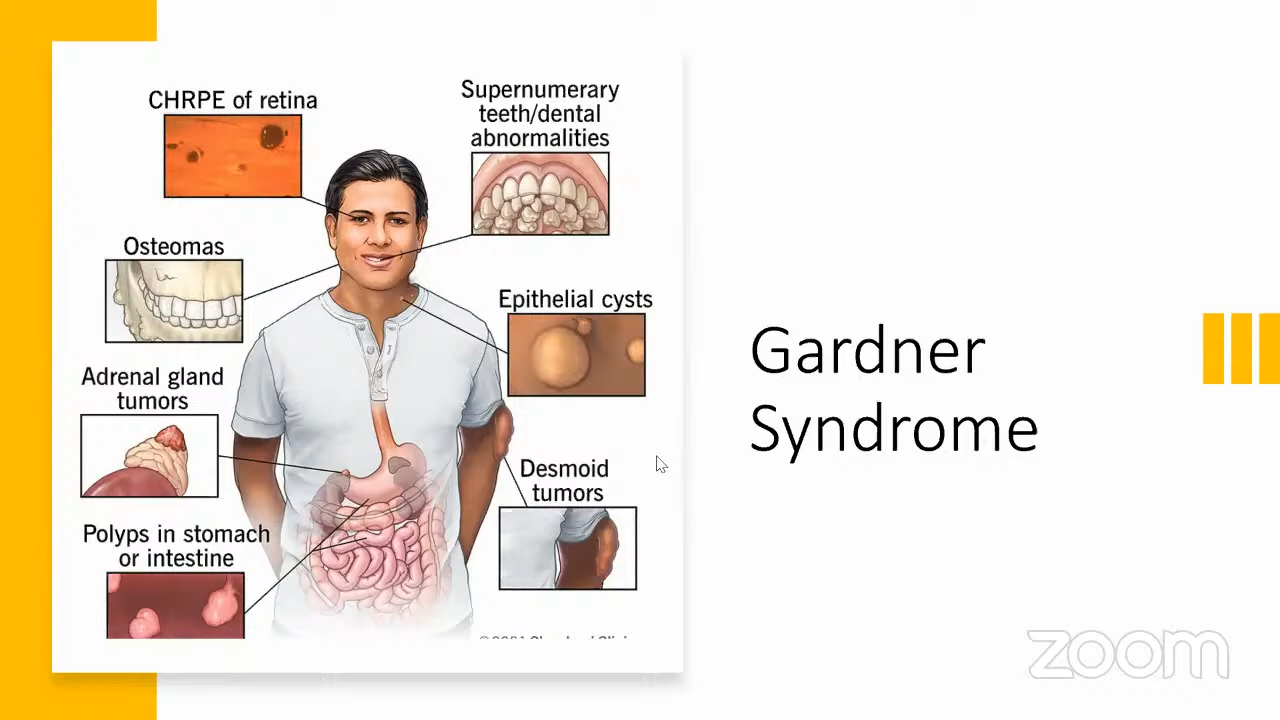 CHRPE of retina
Supernumerary
teeth/dental
abnormalities
Osteomas
Epithelial cysts
Adrenal gland
tumors
Desmoid
tumors
Polyps in stomach
or intestine
Gardner
Syndrome
zoom